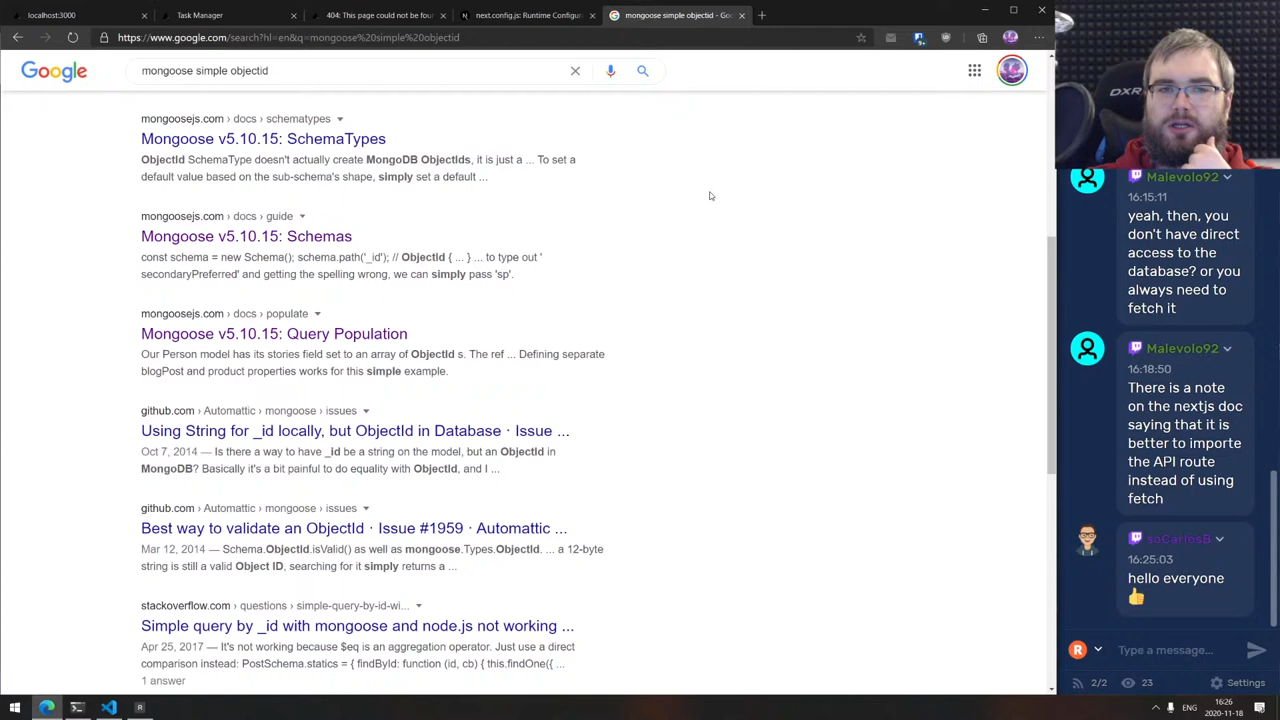 localhost:3000
Task Manager
404: This page could not be fou
next.config.js: Runtime Configur
mongoose simple objectid - Goo
https://www.google.com/search?hl=en&q=mongoose%20simple%20objectid
Google
mongoose simple objectid
mongoosejs.com › docs › schematypes
Mongoose v5.10.15: SchemaTypes
ObjectId SchemaType doesn't actually create MongoDB ObjectIds, it is just a ... To set a
default value based on the sub-schema's shape, simply set a default ...
mongoosejs.com › docs › guide
Mongoose v5.10.15: Schemas
const schema = new Schema(); schema.path('_id'); // ObjectId { ... } ... to type out '
secondaryPreferred' and getting the spelling wrong, we can simply pass 'sp'.
mongoosejs.com › docs › populate
Mongoose v5.10.15: Query Population
Our Person model has its stories field set to an array of ObjectId s. The ref ... Defining separate
blogPost and product properties works for this simple example.
github.com › Automattic › mongoose › issues
Using String for _id locally, but ObjectId in Database · Issue ...
Oct 7, 2014 — Is there a way to have _id be a string on the model, but an ObjectId in
MongoDB? Basically it's a bit painful to do equality with ObjectId, and I ...
github.com › Automattic › mongoose › issues
Best way to validate an ObjectId · Issue #1959 · Automattic ...
Mar 12, 2014 — Schema.ObjectId.isValid() as well as mongoose.Types.ObjectId. ... a 12-byte
string is still a valid Object ID, searching for it simply returns a ...
stackoverflow.com › questions › simple-query-by-id-wi...
Simple query by _id with mongoose and node.js not working ...
Apr 25, 2017 — It's not working because $eq is an aggregation operator. Just use a direct
comparison instead: PostSchema.statics = { findById: function (id, cb) { this.findOne({ ...
1 answer
DXR
Malevolo92
16:15:11
yeah, then, you
don't have direct
access to the
database? or you
always need to
fetch it
Malevolo92
16:18:50
There is a note
on the nextjs doc
saying that it is
better to importe
the API route
instead of using
fetch
soCarlosB
16:25:03
hello everyone
R
Type a message...
2/2
23
Settings
ENG
16:26
2020-11-18